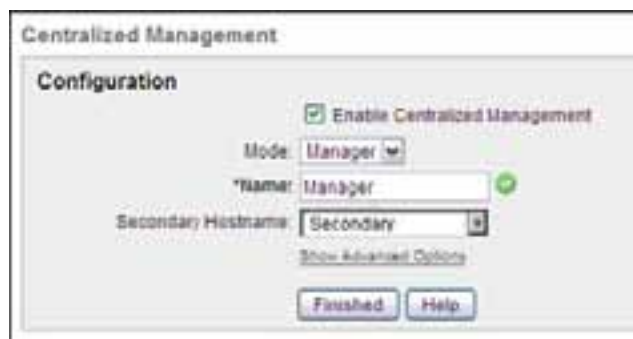 Centralized Management
Configuration
Enable Centralized Management
Mode: Manager
*Name: Manager
Secondary Hostname: Secondary
Show Advanced Options
Finished Help